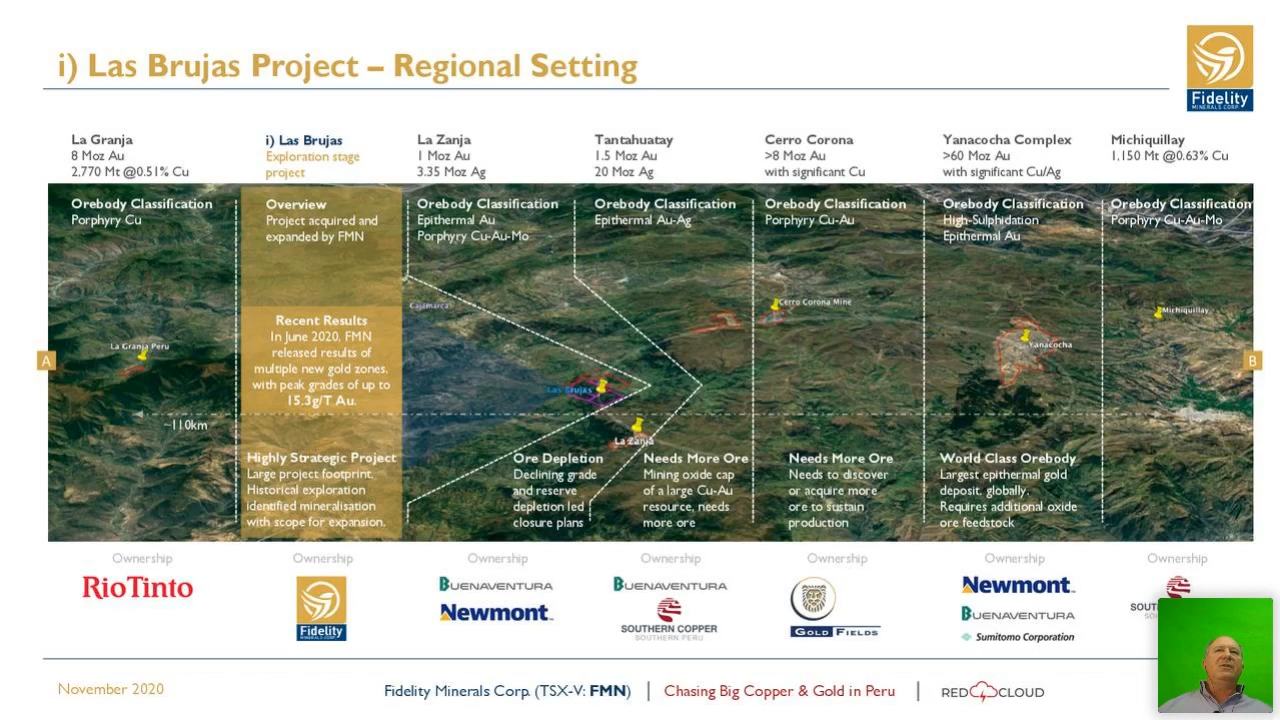 i) Las Brujas Project – Regional Setting
Fidelity
MINERALS CORP
La Granja
8 Moz Au
2,770 Mt @0.51% Cu
i) Las Brujas
Exploration stage
project
La Zanja
1 Moz Au
3.35 Moz Ag
Tantahuatay
1.5 Moz Au
20 Moz Ag
Cerro Corona
>8 Moz Au
with significant Cu
Yanacocha Complex
>60 Moz Au
with significant Cu/Ag
Michiquillay
1,150 Mt @0.63% Cu
Orebody Classification
Porphyry Cu
Overview
Project acquired and
expanded by FMN
Orebody Classification
Epithermal Au
Porphyry Cu-Au-Mo
Orebody Classification
Epithermal Au-Ag
Orebody Classification
Porphyry Cu-Au
Orebody Classification
High-Sulphidation
Epithermal Au
Orebody Classification
Porphyry Cu-Au-Mo
Cajamarca
Cerro Corona Mine
Michiquillay
Recent Results
In June 2020, FMN
released results of
multiple new gold zones,
with peak grades of up to
15.3g/T Au.
La Granja Peru
Yanacocha
A
B
Las Brujas
~110km
La Zanja
Highly Strategic Project
Large project footprint.
Historical exploration
identified mineralisation
with scope for expansion.
Ore Depletion
Declining grade
and reserve
depletion led
closure plans
Needs More Ore
Mining oxide cap
of a large Cu-Au
resource, needs
more ore
Needs More Ore
Needs to discover
or acquire more
ore to sustain
production
World Class Orebody
Largest epithermal gold
deposit, globally.
Requires additional oxide
ore feedstock
Ownership
RioTinto
Ownership
Fidelity
MINERALS CORP
Ownership
BUENAVENTURA
Newmont
Ownership
BUENAVENTURA
SOUTHERN COPPER
SOUTHERN PERU
Ownership
GOLD FIELDS
Ownership
Newmont
BUENAVENTURA
Sumitomo Corporation
Ownership
November 2020
Fidelity Minerals Corp. (TSX-V: FMN)
Chasing Big Copper & Gold in Peru
REDCLOUD